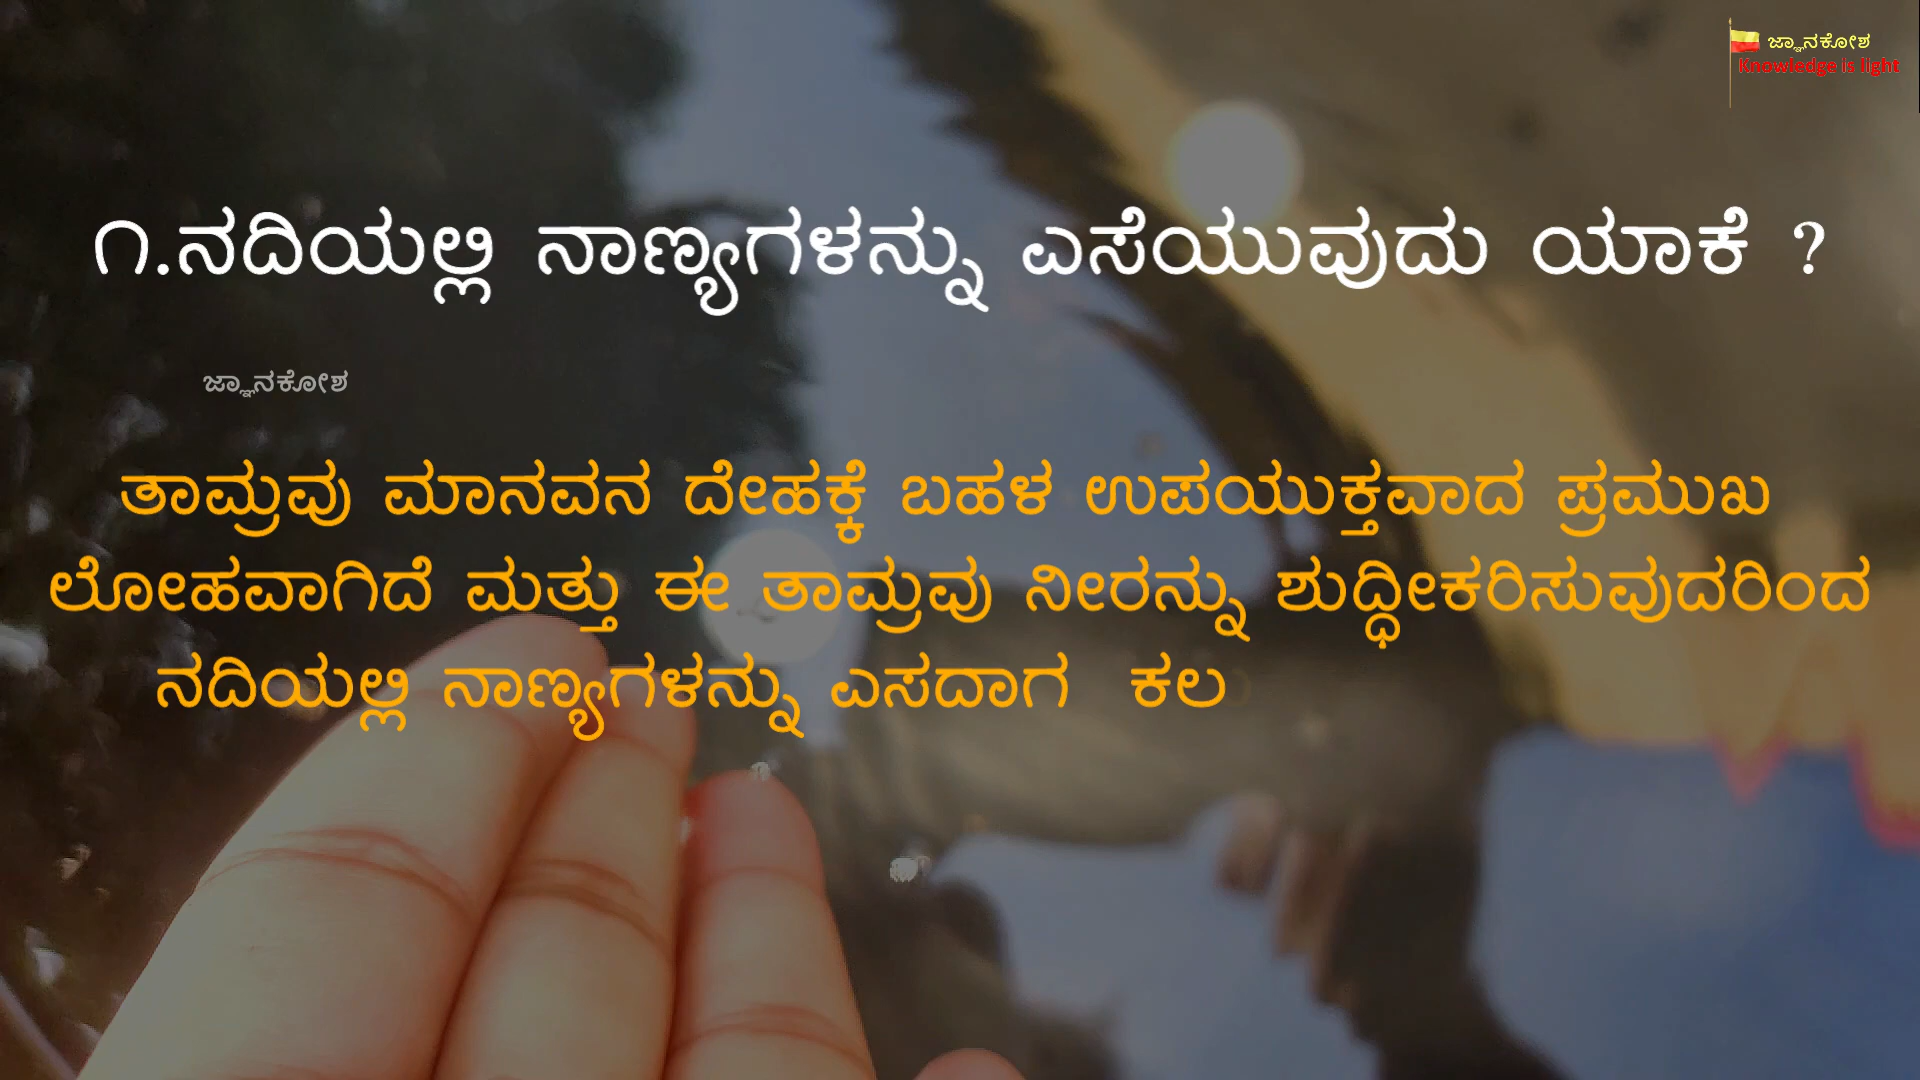 ಜ್ಞಾನಕೋಶ
Knowledge is light
೧.ನದಿಯಲ್ಲಿ ನಾಣ್ಯಗಳನ್ನು ಎಸೆಯುವುದು ಯಾಕೆ ?
ಜ್ಞಾನಕೋಶ
ತಾಮ್ರವು ಮಾನವನ ದೇಹಕ್ಕೆ ಬಹಳ ಉಪಯುಕ್ತವಾದ ಪ್ರಮುಖ
ಲೋಹವಾಗಿದೆ ಮತ್ತು ಈ ತಾಮ್ರವು ನೀರನ್ನು ಶುದ್ಧೀಕರಿಸುವುದರಿಂದ
ನದಿಯಲ್ಲಿ ನಾಣ್ಯಗಳನ್ನು ಎಸದಾಗ ಕಲ